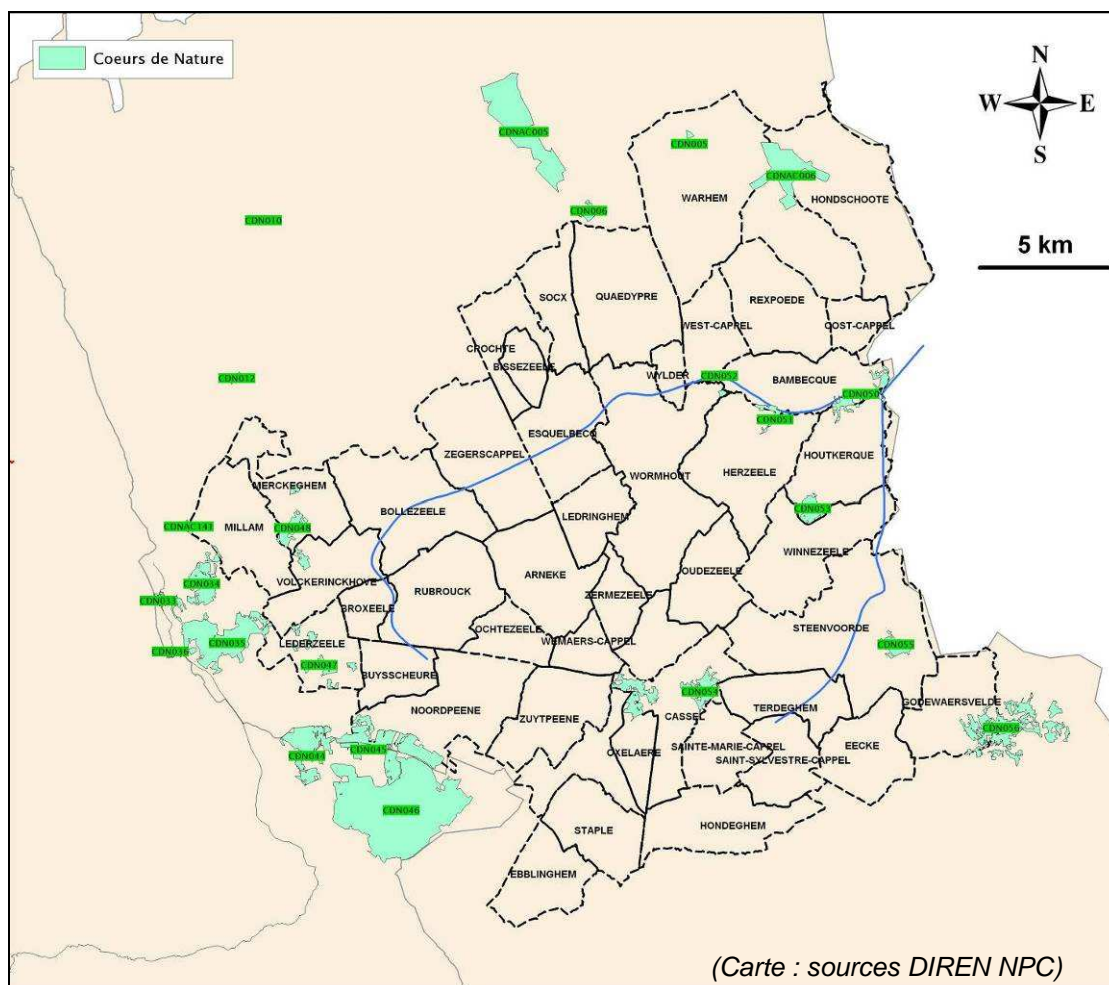 Coeurs de Nature
N
W E
S
5 km
CDNAC005
CDN005
CDNAC006
WARHEM
HONDSCHOOTE
CDN006
CDN010
SOCX
QUAEDYPRE
REXPOEDE
WEST-CAPPEL
OOST-CAPPEL
CROCHTE
BISSEZEELE
WYLDER
CDN052
BAMBECQUE
CDN012
CDN050
CDN051
ESQUELBECQ
ZEGERSCAPPEL
WORMHOUT
HERZEELE
HOUTKERQUE
MERCKEGHEM
BOLLEZEELE
CDN053
LEDRINGHEM
CDNAC141
MILLAM
CDN048
WINNEZEELE
ARNEKE
OUDEZEELE
VOLCKERINCKHOVE
CDN034
RUBROUCK
ZERMEZEELE
CDN033
BROXEELE
STEENVOORDE
OCHTEZEELE
WEMAERS-CAPPEL
CDN035
LEDERZEELE
CDN055
CDN036
CDN047
BUYSSCHEURE
CDN054
GODEWAERSVELDE
NOORDPEENE
TERDEGHEM
CASSEL
ZUYTPEENE
CDN056
CDN045
CDN044
OXELAERE
SAINTE-MARIE-CAPPEL
EECKE
SAINT-SYLVESTRE-CAPPEL
CDN046
HONDEGHEM
STAPLE
EBBLINGHEM
(Carte : sources DIREN NPC)